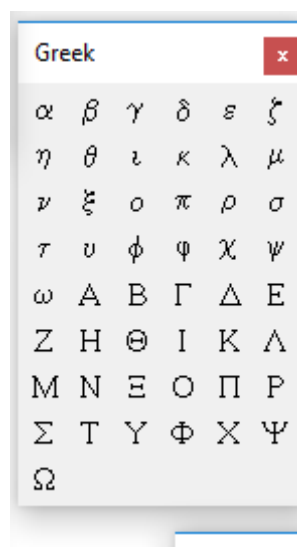 Greek x
α β γ δ ε ζ
η θ ι κ λ μ
ν ξ ο π ρ σ
τ υ ϕ φ χ ψ
ω Α Β Γ Δ Ε
Ζ Η Θ Ι Κ Λ
Μ Ν Ξ Ο Π Ρ
Σ Τ Υ Φ Χ Ψ
Ω